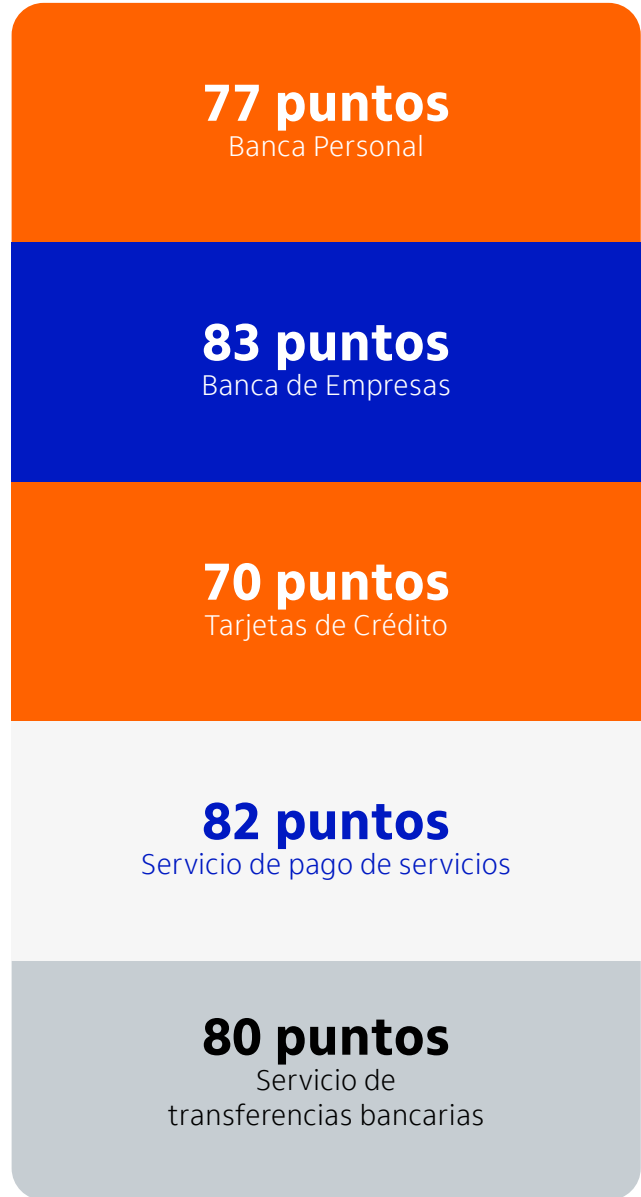 77 puntos
Banca Personal
83 puntos
Banca de Empresas
70 puntos
Tarjetas de Crédito
82 puntos
Servicio de pago de servicios
80 puntos
Servicio de
transferencias bancarias